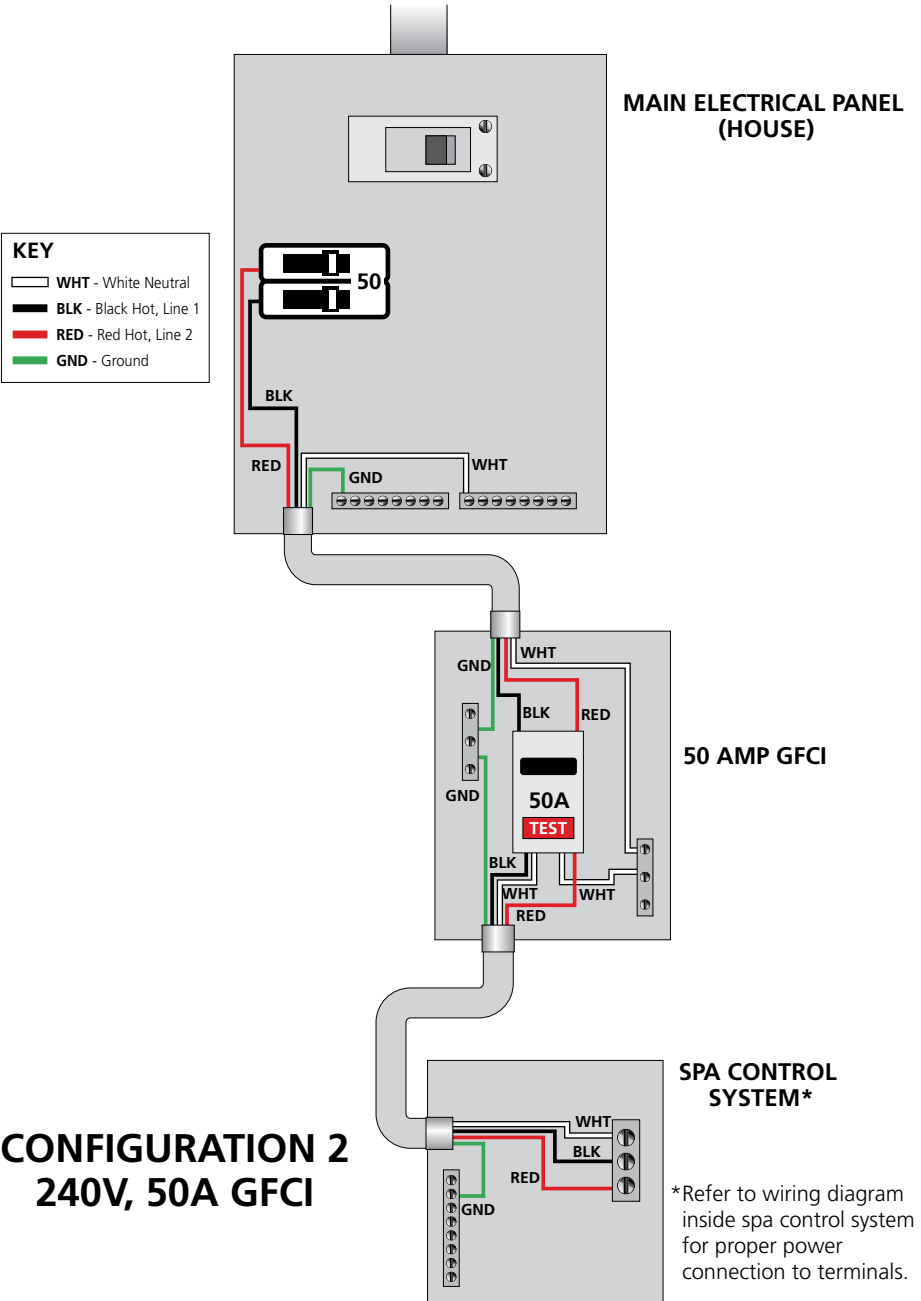 MAIN ELECTRICAL PANEL
(HOUSE)
KEY
WHT - White Neutral
BLK - Black Hot, Line 1
RED - Red Hot, Line 2
GND - Ground
50
BLK
RED
GND
WHT
WHT
GND
BLK
RED
50 AMP GFCI
GND
50A
TEST
BLK
WHT
WHT
RED
SPA CONTROL
SYSTEM*
WHT
BLK
RED
GND
CONFIGURATION 2
240V, 50A GFCI
*Refer to wiring diagram
inside spa control system
for proper power
connection to terminals.